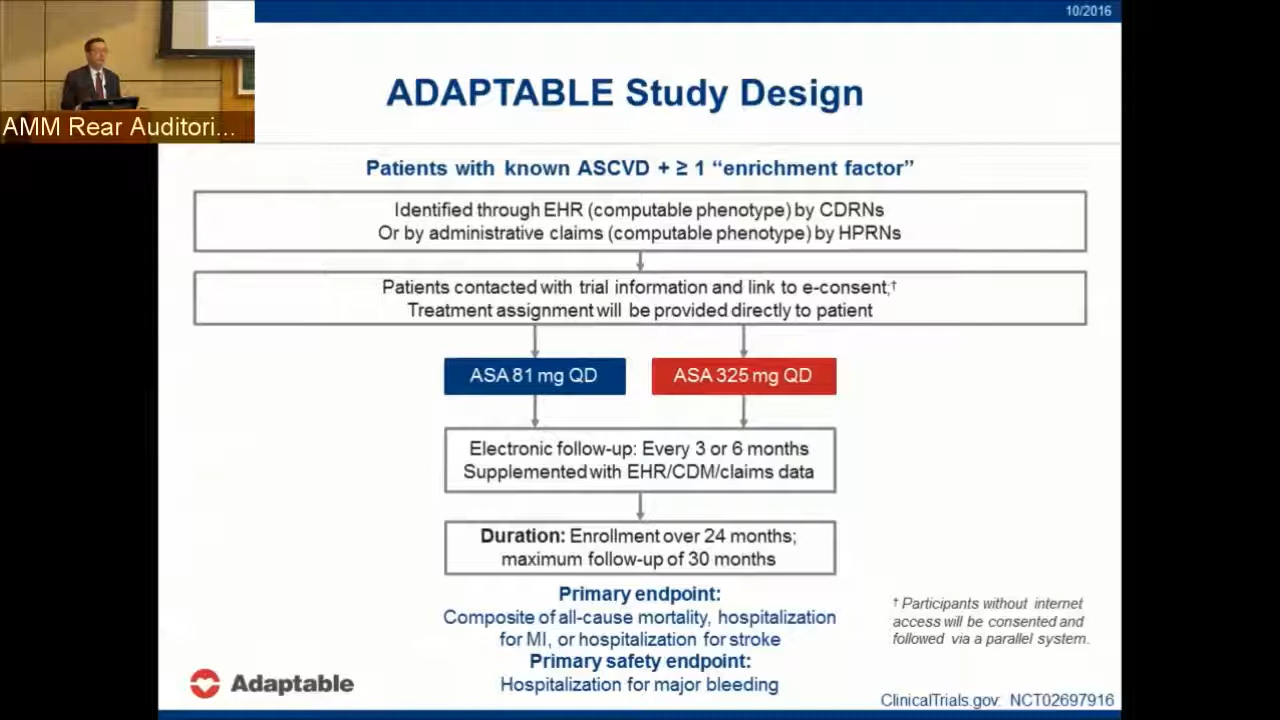 10/2016
AMM Rear Auditori...
ADAPTABLE Study Design
Patients with known ASCVD + ≥ 1 “enrichment factor”
Identified through EHR (computable phenotype) by CDRNs
Or by administrative claims (computable phenotype) by HPRNs
Patients contacted with trial information and link to e-consent;†
Treatment assignment will be provided directly to patient
ASA 81 mg QD
ASA 325 mg QD
Electronic follow-up: Every 3 or 6 months
Supplemented with EHR/CDM/claims data
Duration: Enrollment over 24 months;
maximum follow-up of 30 months
Primary endpoint:
Composite of all-cause mortality, hospitalization
for MI, or hospitalization for stroke
Primary safety endpoint:
Hospitalization for major bleeding
† Participants without internet
access will be consented and
followed via a parallel system.
Adaptable
ClinicalTrials.gov: NCT02697916